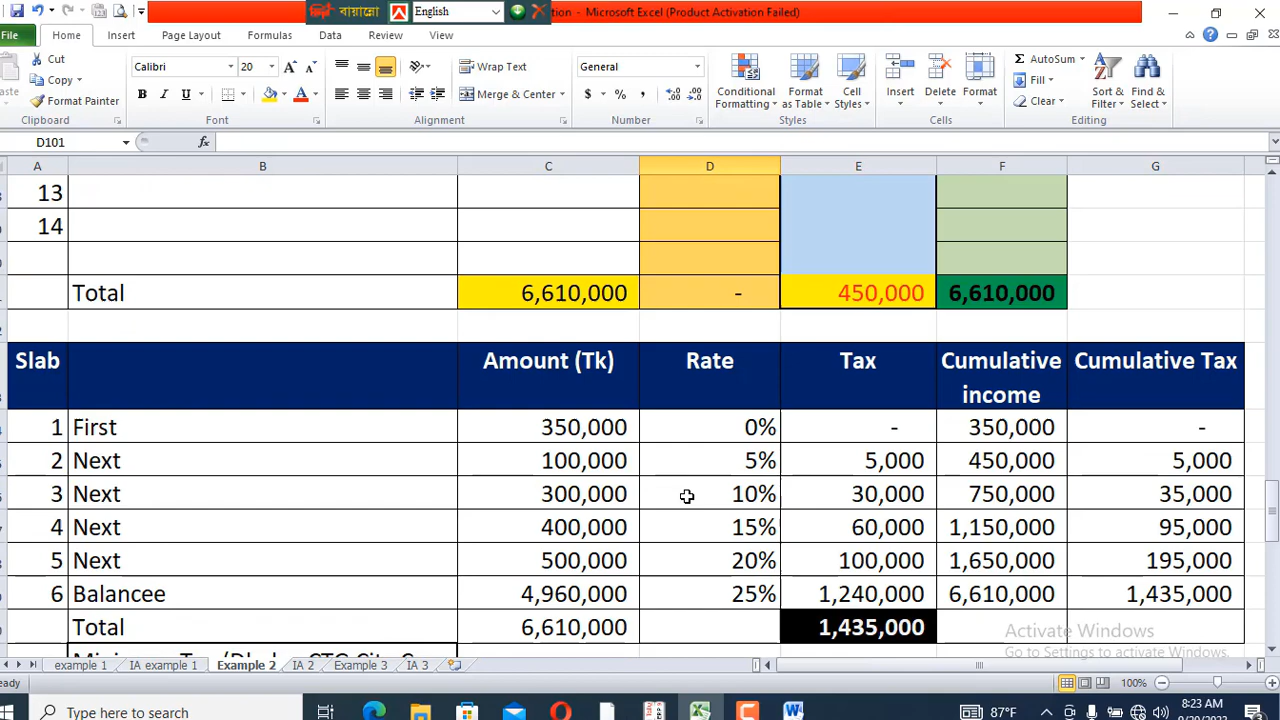 বায়ান্নো English tion - Microsoft Excel (Product Activation Failed)
File Home Insert Page Layout Formulas Data Review View
Cut Calibri 20 Wrap Text General AutoSum
Copy Fill
Format Painter B I U Merge & Center $ % , Conditional Formatting Format as Table Cell Styles Insert Delete Format Clear Sort & Filter Find & Select
Clipboard Font Alignment Number Styles Cells Editing
D101 fx
A B C D E F G
13
14
Total 6,610,000 - 450,000 6,610,000
Slab Amount (Tk) Rate Tax Cumulative income Cumulative Tax
1 First 350,000 0% - 350,000 -
2 Next 100,000 5% 5,000 450,000 5,000
3 Next 300,000 10% 30,000 750,000 35,000
4 Next 400,000 15% 60,000 1,150,000 95,000
5 Next 500,000 20% 100,000 1,650,000 195,000
6 Balancee 4,960,000 25% 1,240,000 6,610,000 1,435,000
Total 6,610,000 1,435,000
Activate Windows
Go to Settings to activate Windows.
example 1 IA example 1 Example 2 IA 2 Example 3 IA 3
eady 100%
Type here to search 87°F 8:23 AM